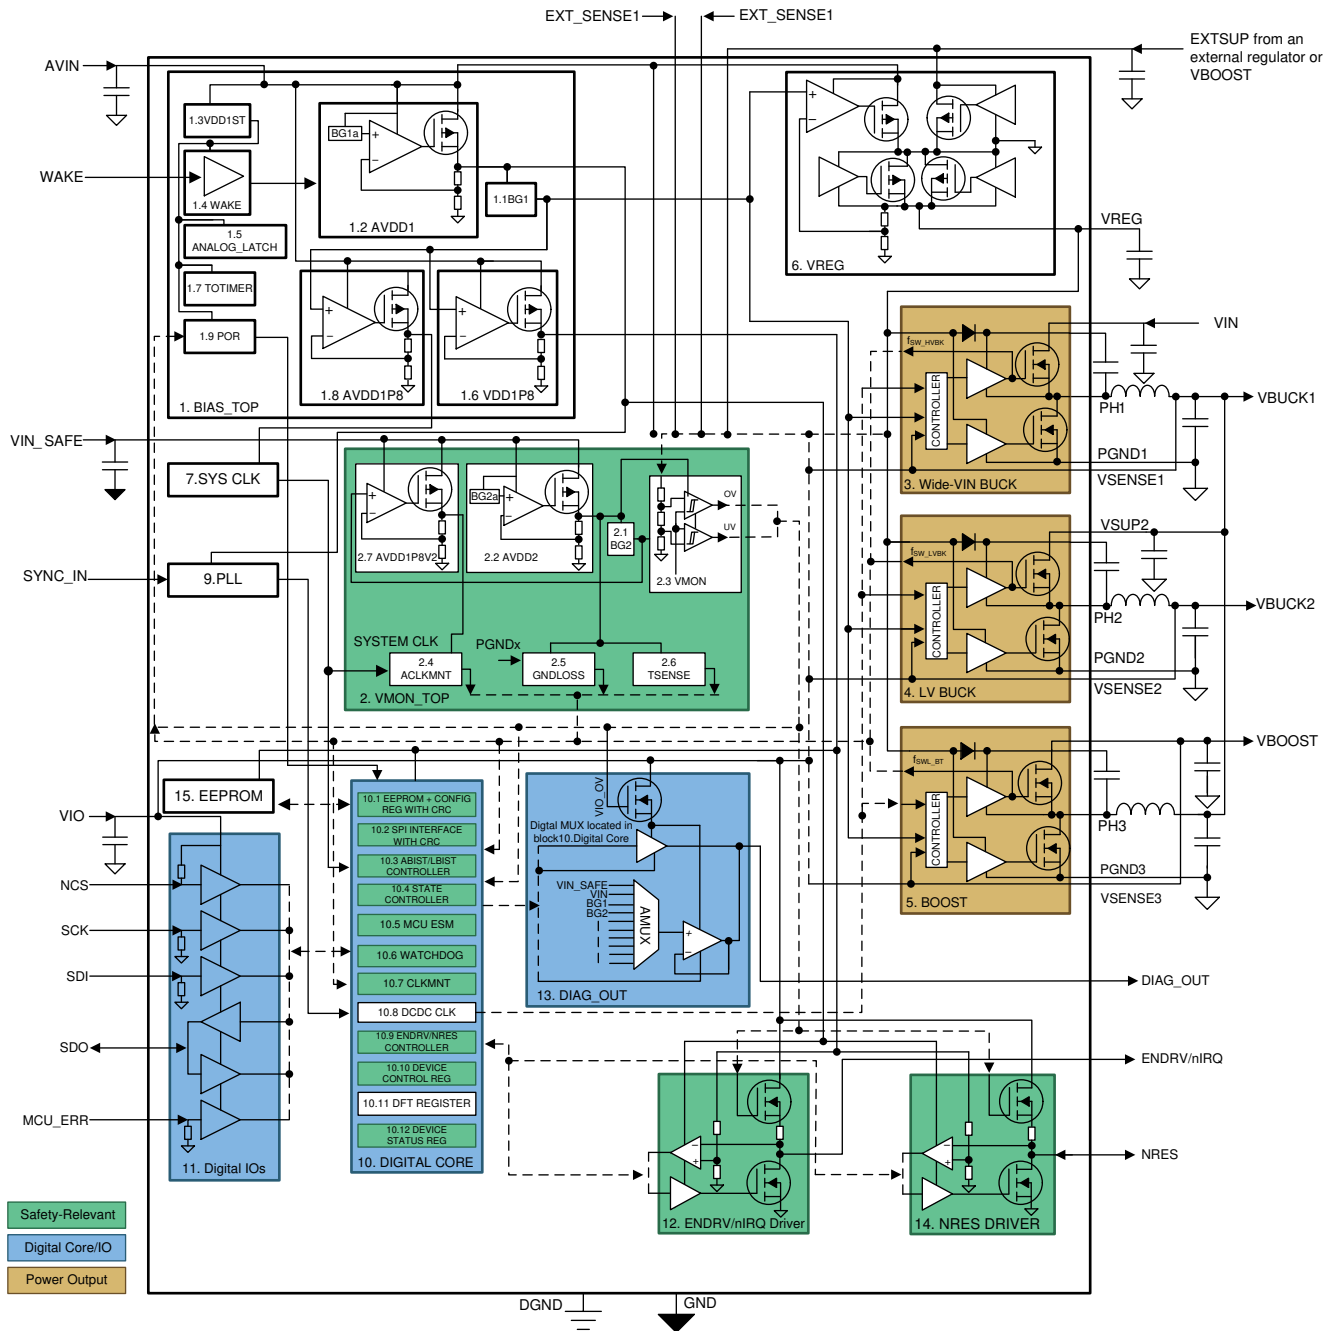 EXT_SENSE1
EXT_SENSE1
EXTSUP from an
external regulator or
VBOOST
AVIN
1.3VDD1ST
BG1a
+
−
1.2 AVDD1
WAKE
1.4 WAKE
1.1BG1
1.5
ANALOG_LATCH
1.7 TOTIMER
1.9 POR
+
−
1.8 AVDD1P8
+
−
1.6 VDD1P8
1. BIAS_TOP
+
−
6. VREG
VREG
VIN
fSW_HVBK
CONTROLLER
PH1
VBUCK1
PGND1
VSENSE1
3. Wide-VIN BUCK
VIN_SAFE
7.SYS CLK
+
−
2.7 AVDD1P8V2
BG2a
+
−
2.2 AVDD2
2.1
BG2
OV
UV
2.3 VMON
VSUP2
fSW_LVBK
CONTROLLER
PH2
VBUCK2
PGND2
VSENSE2
4. LV BUCK
SYNC_IN
9.PLL
SYSTEM CLK
PGNDx
2.4
ACLKMNT
2.5
GNDLOSS
2.6
TSENSE
2. VMON_TOP
VBOOST
fSWL_BT
CONTROLLER
PH3
PGND3
VSENSE3
5. BOOST
15. EEPROM
VIO
NCS
SCK
SDI
SDO
MCU_ERR
11. Digital IOs
10.1 EEPROM + CONFIG
REG WITH CRC
10.2 SPI INTERFACE
WITH CRC
10.3 ABIST/LBIST
CONTROLLER
10.4 STATE
CONTROLLER
10.5 MCU ESM
10.6 WATCHDOG
10.7 CLKMNT
10.8 DCDC CLK
10.9 ENDRV/NRES
CONTROLLER
10.10 DEVICE
CONTROL REG
10.11 DFT REGISTER
10.12 DEVICE
STATUS REG
10. DIGITAL CORE
VIO_OV
Digtal MUX located in
block10.Digital Core
VIN_SAFE
VIN
BG1
BG2
AMUX
+
−
13. DIAG_OUT
DIAG_OUT
ENDRV/nIRQ
−
+
12. ENDRV/nIRQ Driver
−
+
14. NRES DRIVER
NRES
Safety-Relevant
Digital Core/IO
Power Output
DGND
GND